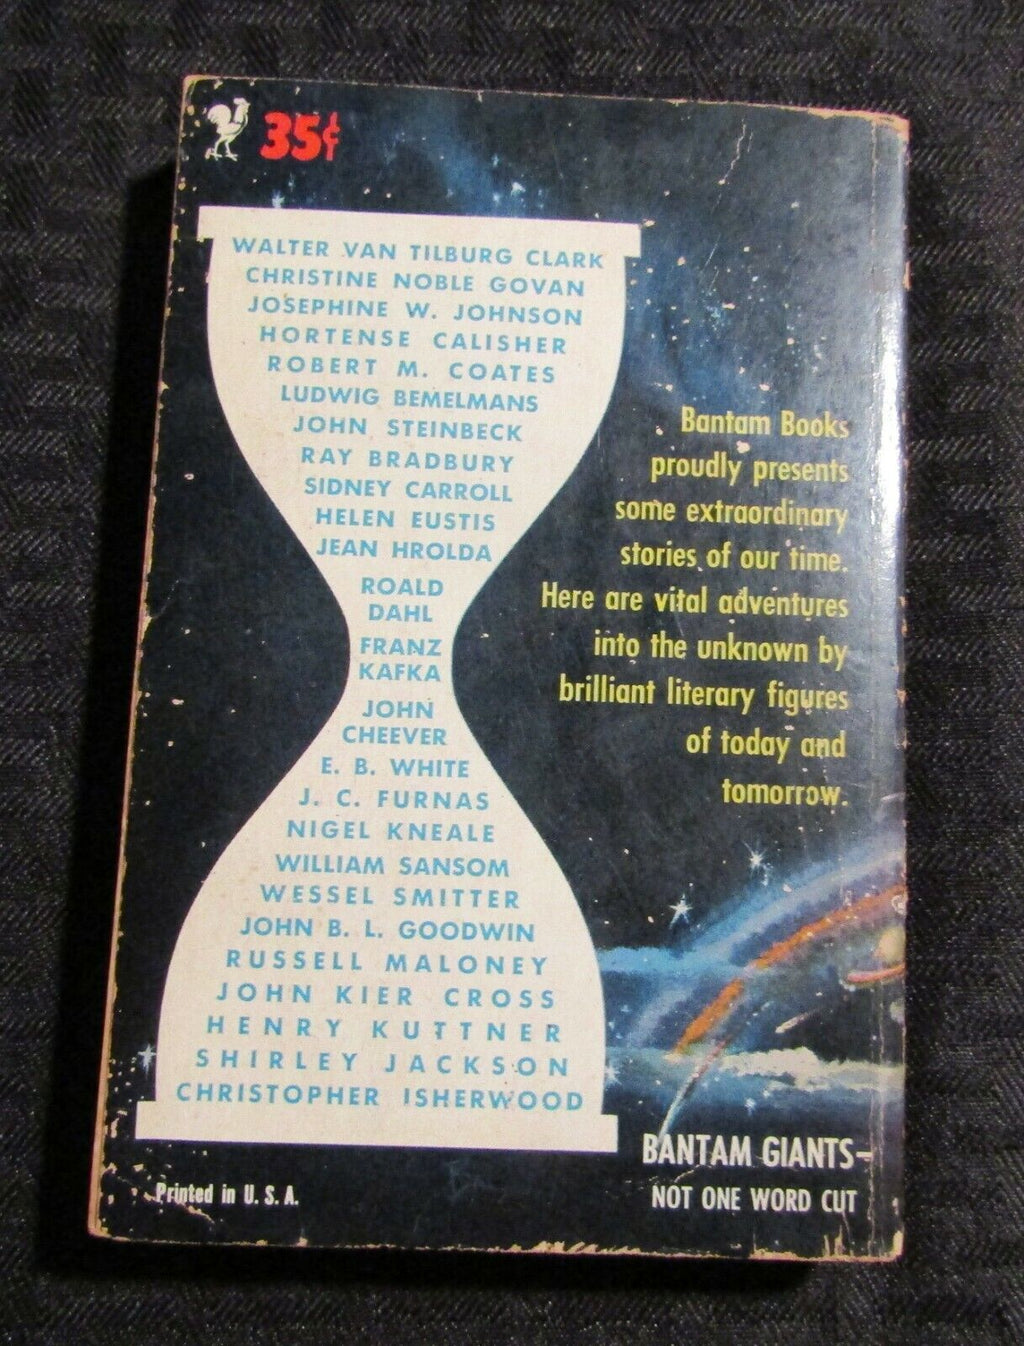 35¢
WALTER VAN TILBURG CLARK
CHRISTINE NOBLE GOVAN
JOSEPHINE W. JOHNSON
HORTENSE CALISHER
ROBERT M. COATES
LUDWIG BEMELMANS
JOHN STEINBECK
RAY BRADBURY
SIDNEY CARROLL
HELEN EUSTIS
JEAN HROLDA
ROALD
DAHL
FRANZ
KAFKA
JOHN
CHEEVER
E. B. WHITE
J. C. FURNAS
NIGEL KNEALE
WILLIAM SANSOM
WESSEL SMITTER
JOHN B. L. GOODWIN
RUSSELL MALONEY
JOHN KIER CROSS
HENRY KUTTNER
SHIRLEY JACKSON
CHRISTOPHER ISHERWOOD
Bantam Books
proudly presents
some extraordinary
stories of our time.
Here are vital adventures
into the unknown by
brilliant literary figures
of today and
tomorrow.
BANTAM GIANTS—
NOT ONE WORD CUT
Printed in U. S. A.